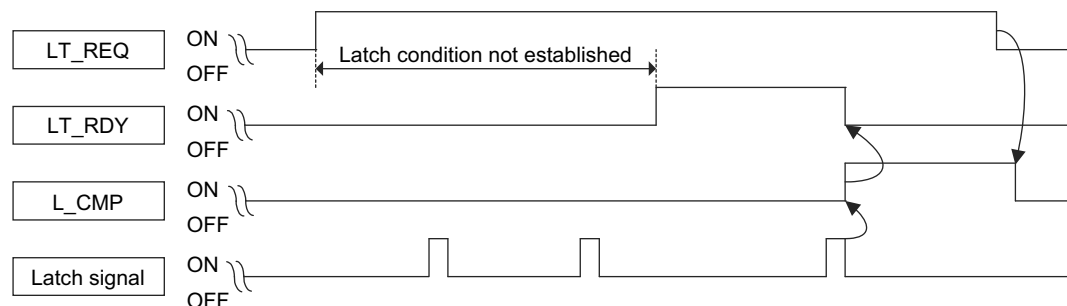 LT_REQ
ON
OFF
Latch condition not established
LT_RDY
ON
OFF
L_CMP
ON
OFF
Latch signal
ON
OFF